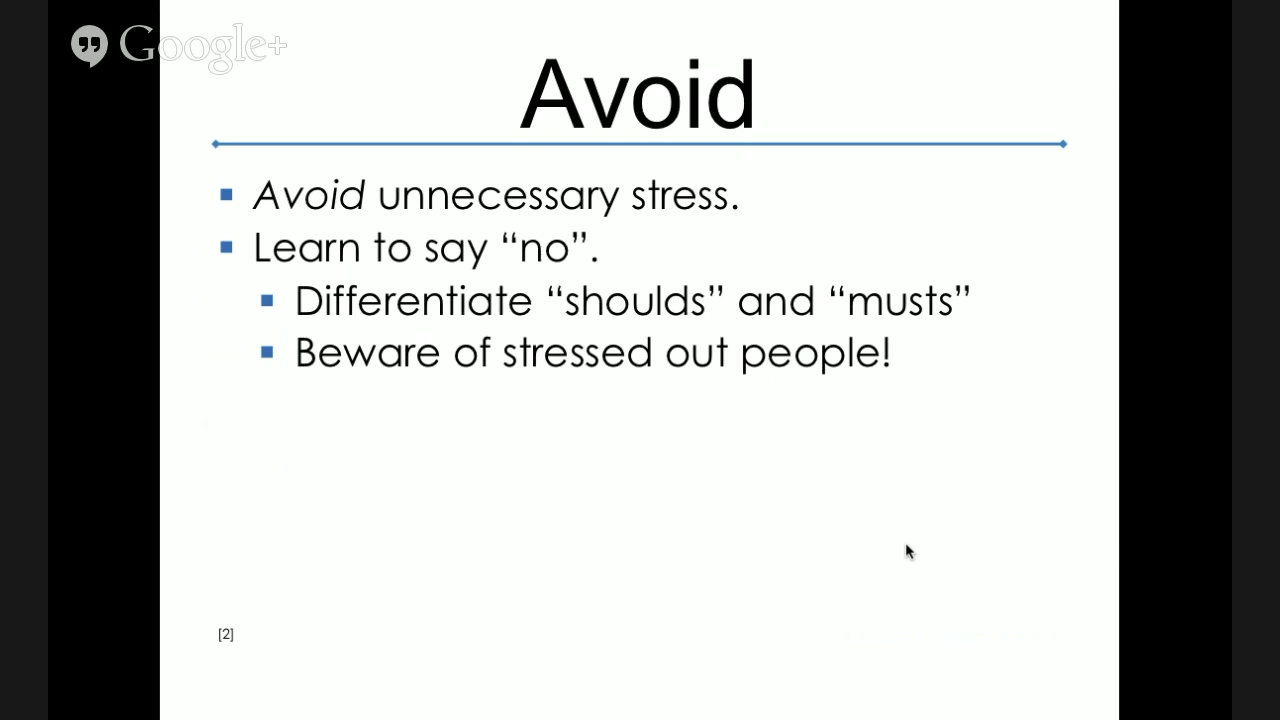 Google+
Avoid
Avoid unnecessary stress.
Learn to say “no”.
Differentiate “shoulds” and “musts”
Beware of stressed out people!
[2]